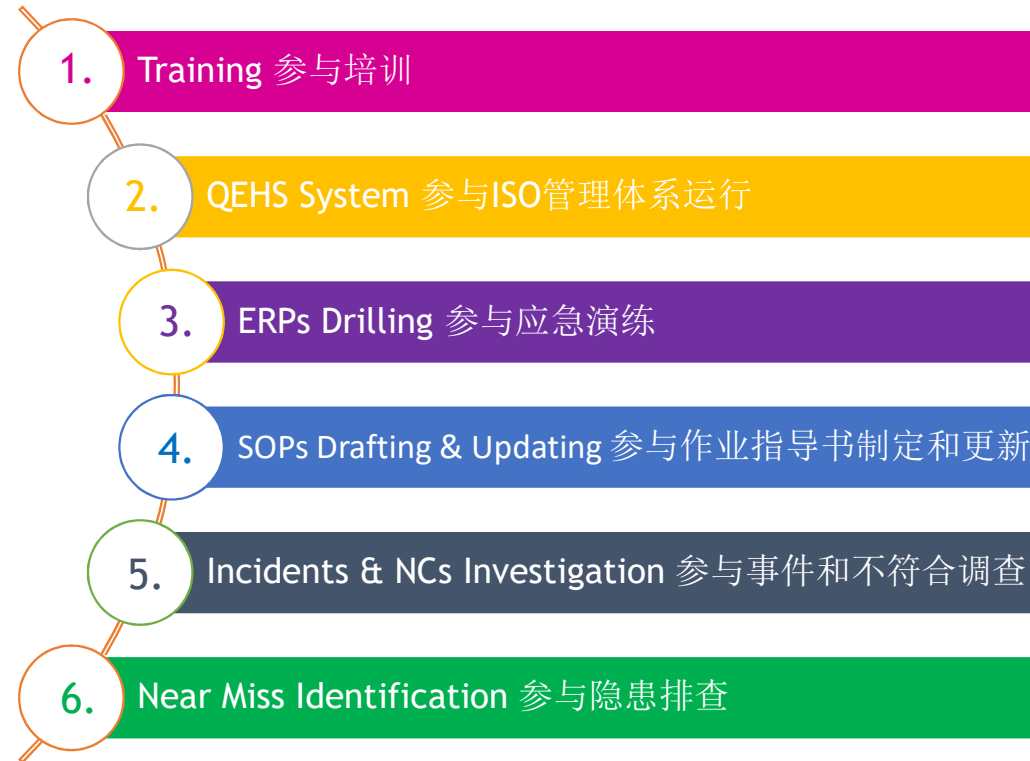 1. Training 参与培训
2. QEHS System 参与ISO管理体系运行
3. ERPs Drilling 参与应急演练
4. SOPs Drafting & Updating 参与作业指导书制定和更新
5. Incidents & NCs Investigation 参与事件和不符合调查
6. Near Miss Identification 参与隐患排查